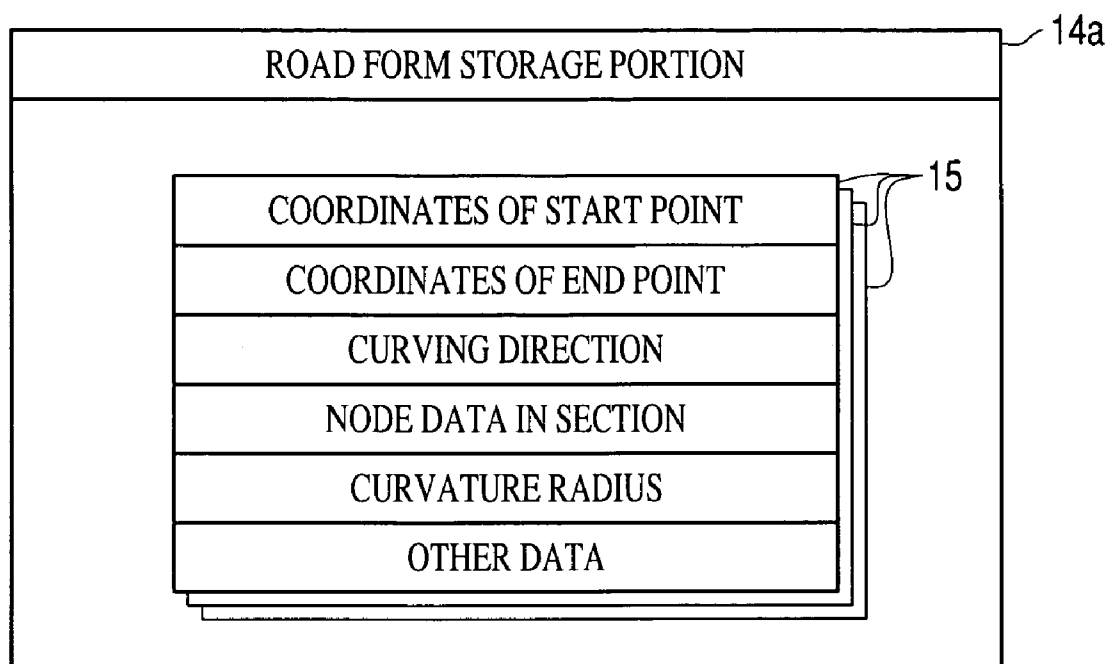 14a
ROAD FORM STORAGE PORTION
15
COORDINATES OF START POINT
COORDINATES OF END POINT
CURVING DIRECTION
NODE DATA IN SECTION
CURVATURE RADIUS
OTHER DATA